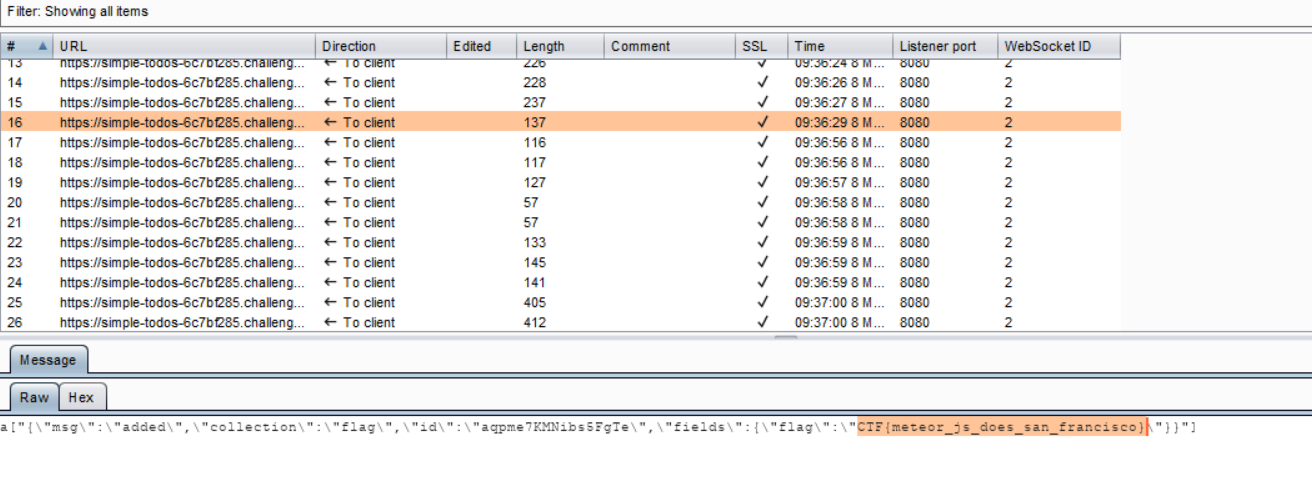 Filter: Showing all items
# URL Direction Edited Length Comment SSL Time Listener port WebSocket ID
13 https://simple-todos-6c7bf285.challeng... ← To client 226 ✓ 09:36:24 8 M... 8080 2
14 https://simple-todos-6c7bf285.challeng... ← To client 228 ✓ 09:36:26 8 M... 8080 2
15 https://simple-todos-6c7bf285.challeng... ← To client 237 ✓ 09:36:27 8 M... 8080 2
16 https://simple-todos-6c7bf285.challeng... ← To client 137 ✓ 09:36:29 8 M... 8080 2
17 https://simple-todos-6c7bf285.challeng... ← To client 116 ✓ 09:36:56 8 M... 8080 2
18 https://simple-todos-6c7bf285.challeng... ← To client 117 ✓ 09:36:56 8 M... 8080 2
19 https://simple-todos-6c7bf285.challeng... ← To client 127 ✓ 09:36:57 8 M... 8080 2
20 https://simple-todos-6c7bf285.challeng... ← To client 57 ✓ 09:36:58 8 M... 8080 2
21 https://simple-todos-6c7bf285.challeng... ← To client 57 ✓ 09:36:58 8 M... 8080 2
22 https://simple-todos-6c7bf285.challeng... ← To client 133 ✓ 09:36:59 8 M... 8080 2
23 https://simple-todos-6c7bf285.challeng... ← To client 145 ✓ 09:36:59 8 M... 8080 2
24 https://simple-todos-6c7bf285.challeng... ← To client 141 ✓ 09:36:59 8 M... 8080 2
25 https://simple-todos-6c7bf285.challeng... ← To client 405 ✓ 09:37:00 8 M... 8080 2
26 https://simple-todos-6c7bf285.challeng... ← To client 412 ✓ 09:37:00 8 M... 8080 2
Message
Raw Hex
a["{\"msg\":\"added\",\"collection\":\"flag\",\"id\":\"aqpme7KMNibs5FgTe\",\"fields\":{\"flag\":\"CTF{meteor_js_does_san_francisco}\"}}"]